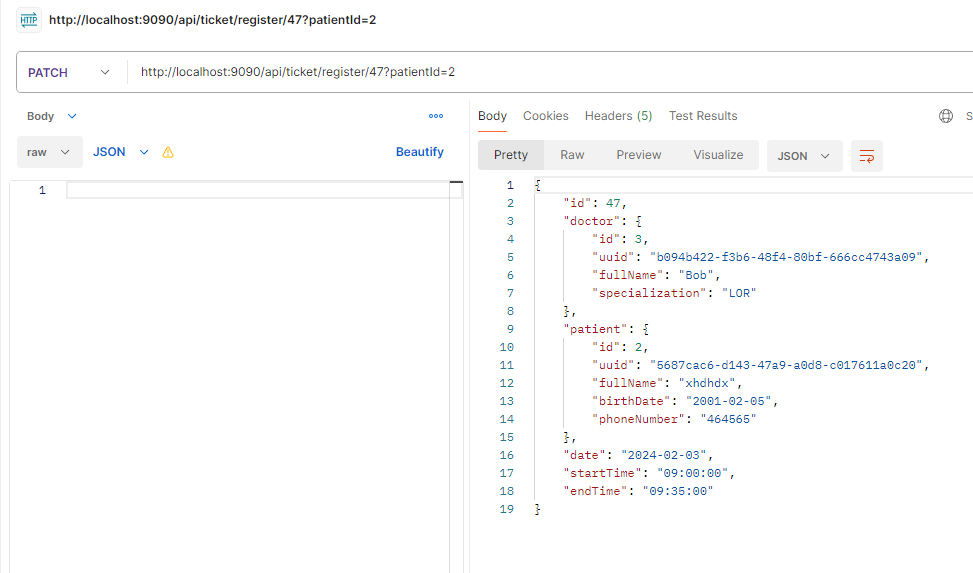 HTTP http://localhost:9090/api/ticket/register/47?patientId=2
PATCH http://localhost:9090/api/ticket/register/47?patientId=2
Body
raw JSON Beautify
1
Body Cookies Headers (5) Test Results S
Pretty Raw Preview Visualize JSON
1 {
2 "id": 47,
3 "doctor": {
4 "id": 3,
5 "uuid": "b094b422-f3b6-48f4-80bf-666cc4743a09",
6 "fullName": "Bob",
7 "specialization": "LOR"
8 },
9 "patient": {
10 "id": 2,
11 "uuid": "5687cac6-d143-47a9-a0d8-c017611a0c20",
12 "fullName": "xhdhdx",
13 "birthDate": "2001-02-05",
14 "phoneNumber": "464565"
15 },
16 "date": "2024-02-03",
17 "startTime": "09:00:00",
18 "endTime": "09:35:00"
19 }